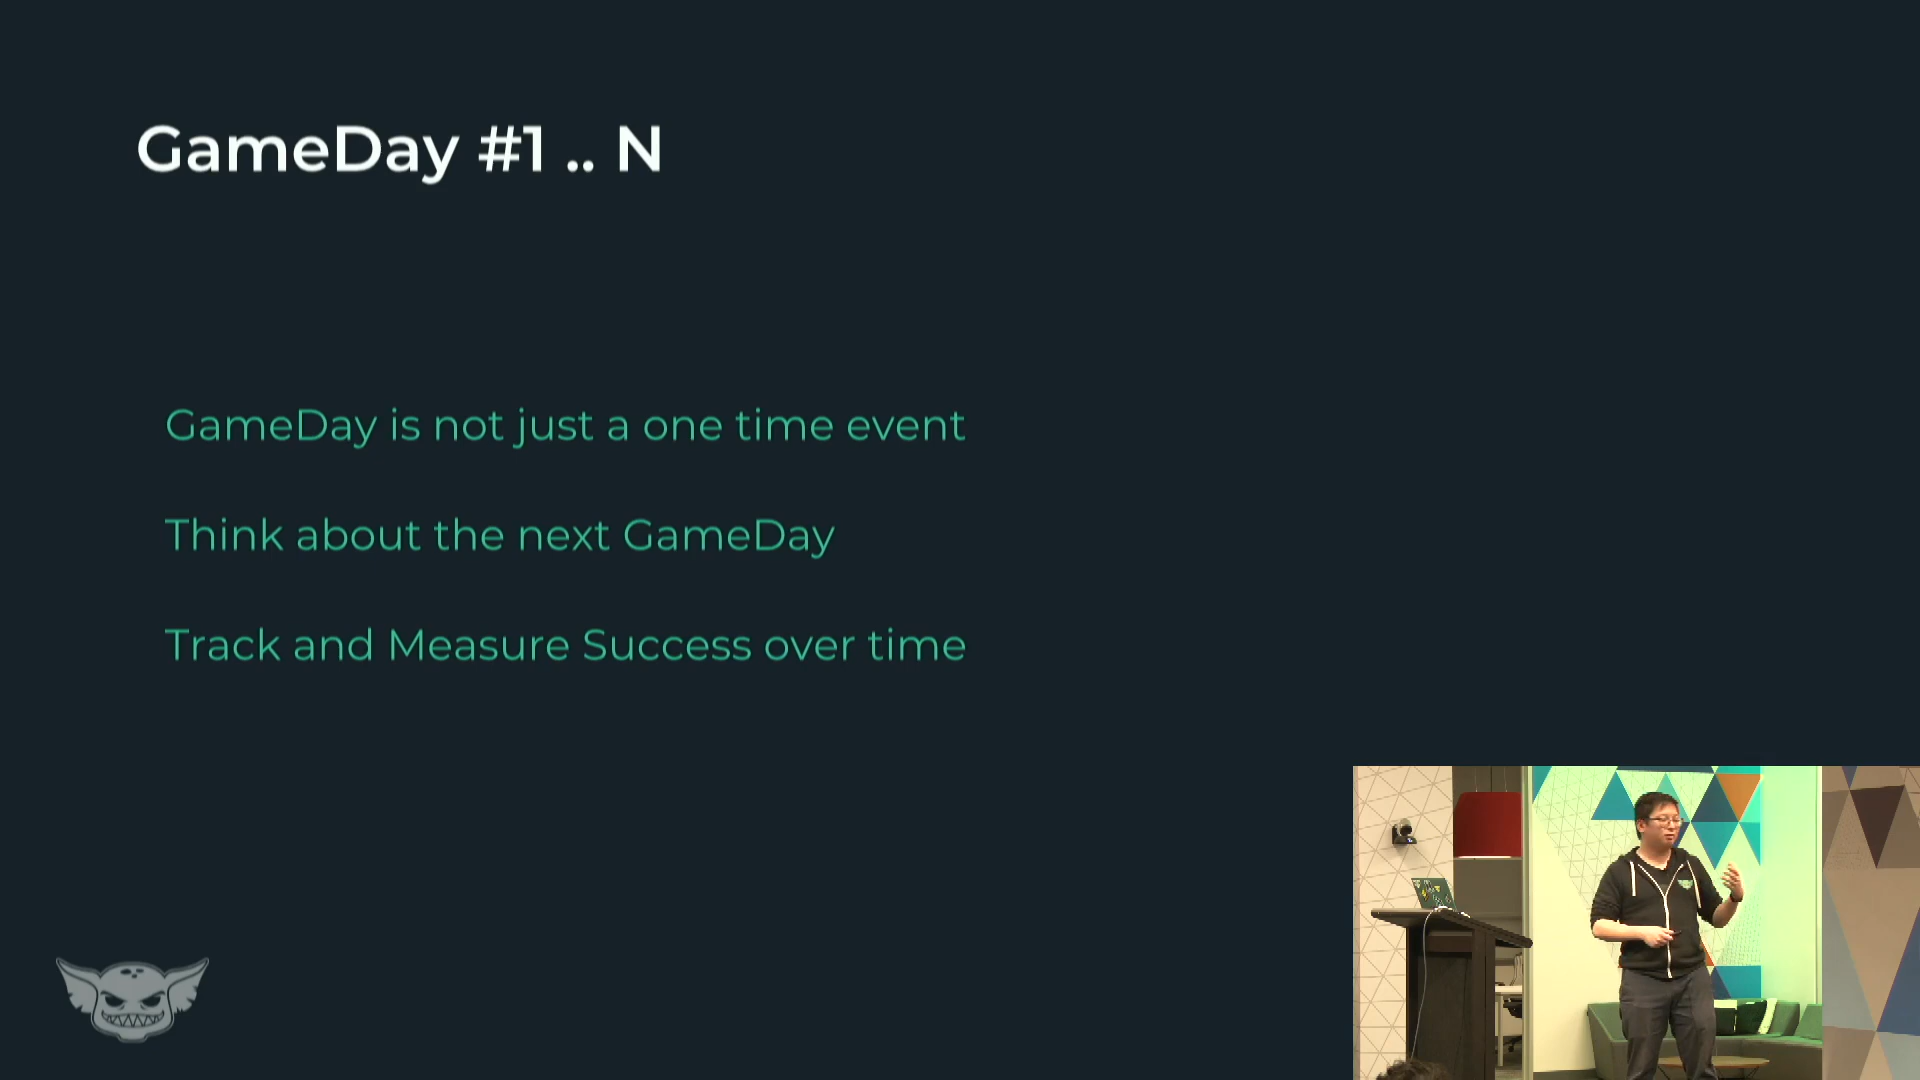 GameDay #1 .. N
GameDay is not just a one time event
Think about the next GameDay
Track and Measure Success over time